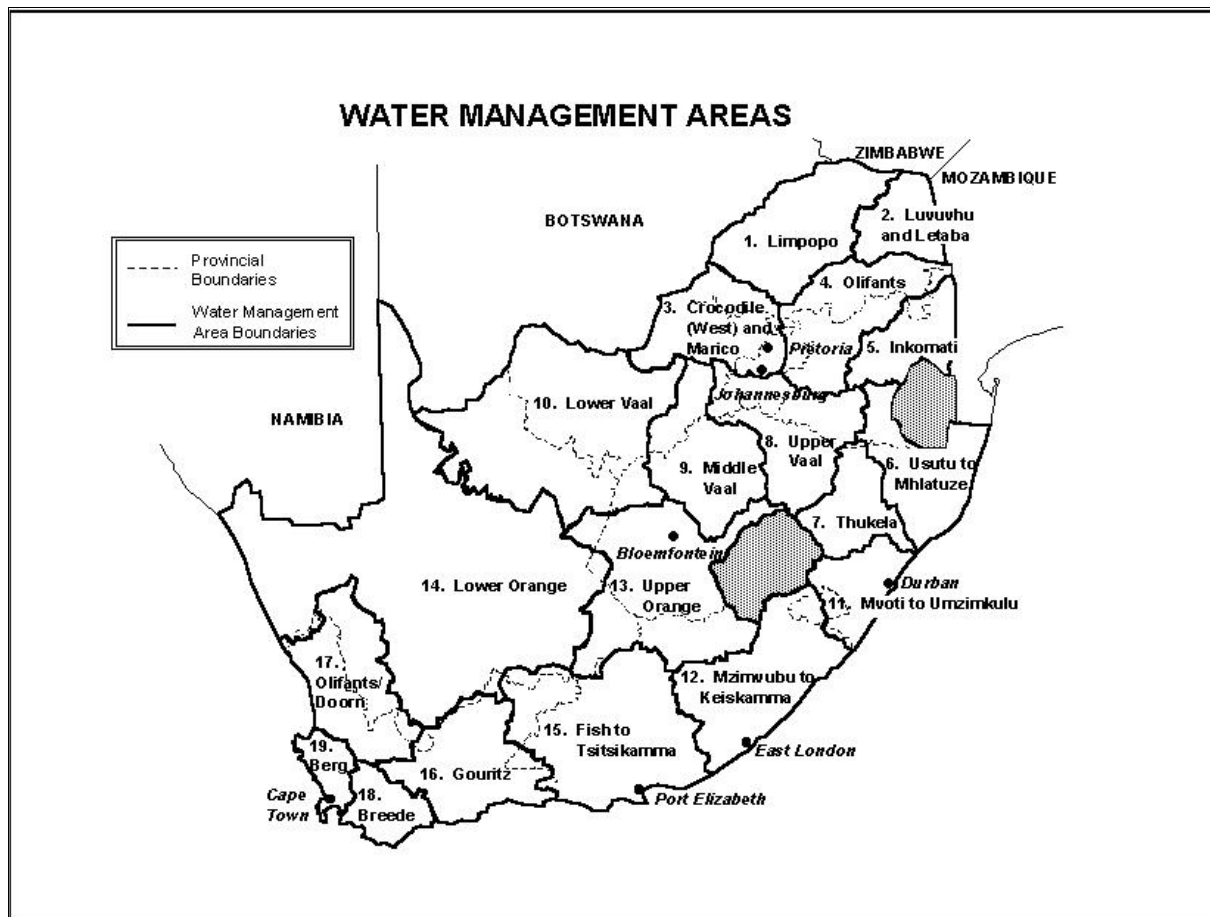 WATER MANAGEMENT AREAS
ZIMBABWE
MOZAMBIQUE
BOTSWANA
2. Luvuvhu
and Letaba
1. Limpopo
Provincial
Boundaries
Water Management
Area Boundaries
4. Olifants
3. Crocodile
(West) and
Marico
Pretoria
5. Inkomati
Johannesburg
10. Lower Vaal
NAMIBIA
8. Upper
Vaal
9. Middle
Vaal
6. Usutu to
Mhlatuze
7. Thukela
Bloemfontein
14. Lower Orange
13. Upper
Orange
Durban
11. Mvoti to Umzimkulu
17.
Olifants/
Doorn
12. Mzimvubu to
Keiskamma
15. Fish to
Tsitsikamma
East London
19.
Berg
16. Gouritz
Cape
Town
18.
Breede
Port Elizabeth